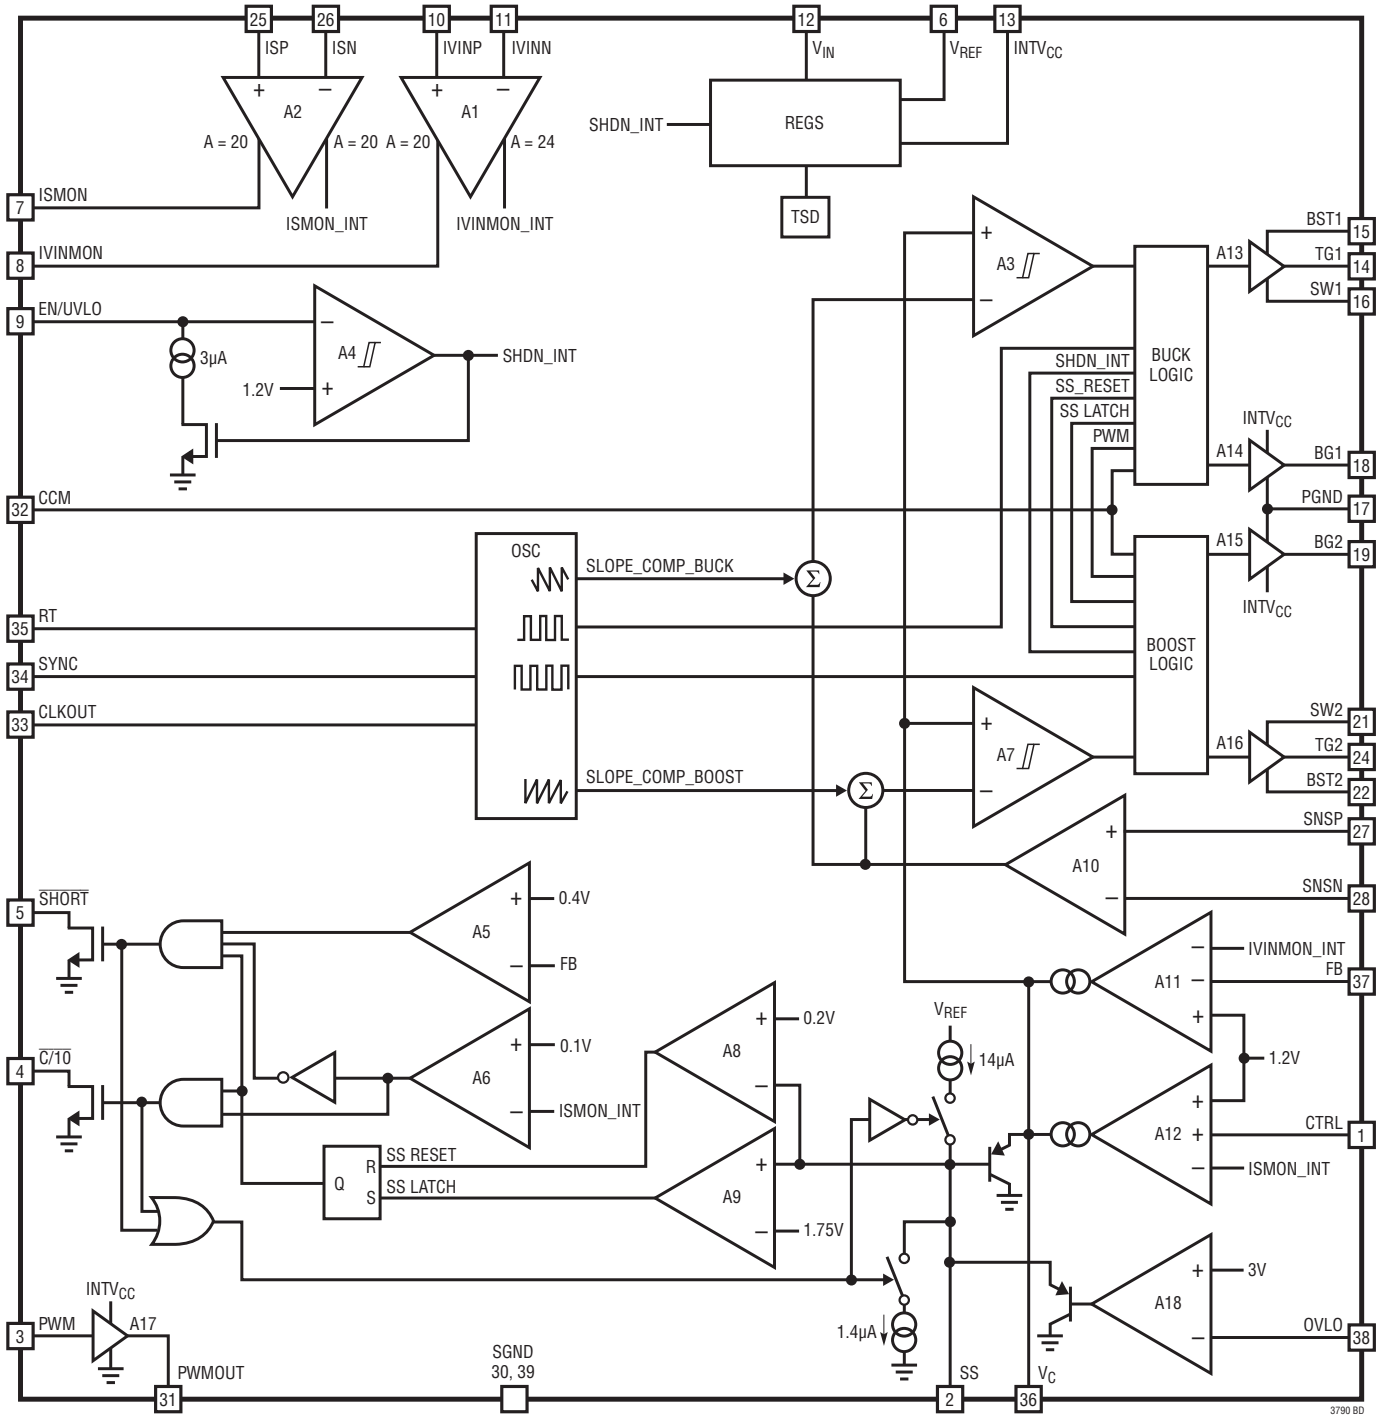 25 26 10 11 12 6 13
ISP ISN IVINP IVINN VIN VREF INTVCC
+ − + −
A2 A1
A = 20 A = 20 A = 20 A = 24
SHDN_INT REGS
TSD
7 ISMON
ISMON_INT IVINMON_INT
8 IVINMON
9 EN/UVLO
−
A4
SHDN_INT
3µA
1.2V +
+
A3
−
BUCK
LOGIC
SHDN_INT
SS_RESET
SS LATCH
PWM
A13
BST1 15
TG1 14
SW1 16
INTVCC
A14
BG1 18
PGND 17
A15
BG2 19
INTVCC
32 CCM
OSC
SLOPE_COMP_BUCK
Σ
35 RT
34 SYNC
33 CLKOUT
SLOPE_COMP_BOOST
Σ
BOOST
LOGIC
+
A7
−
A16
SW2 21
TG2 24
BST2 22
SNSP 27
+
A10
−
SNSN 28
5 SHORT
+ 0.4V
A5
− FB
4 C/10
+ 0.1V
A6
− ISMON_INT
+ 0.2V
A8
−
+
A9
− 1.75V
SS RESET
R
Q
S
SS LATCH
VREF
14µA
− IVINMON_INT
A11 −
FB 37
+
1.2V
+
A12 +
CTRL 1
− ISMON_INT
+ 3V
A18
−
OVLO 38
1.4µA
INTVCC
3 PWM
A17
PWMOUT
31
SGND
30, 39
SS
2
VC
36
3790 BD